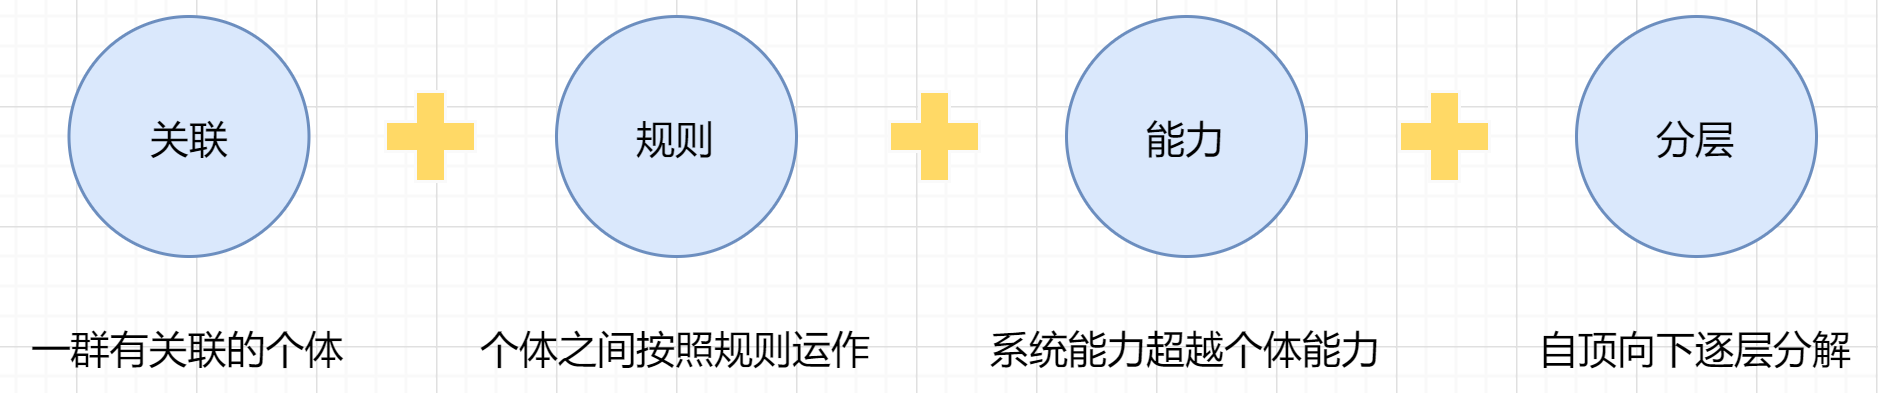 关联
规则
能力
分层
一群有关联的个体
个体之间按照规则运作
系统能力超越个体能力
自顶向下逐层分解